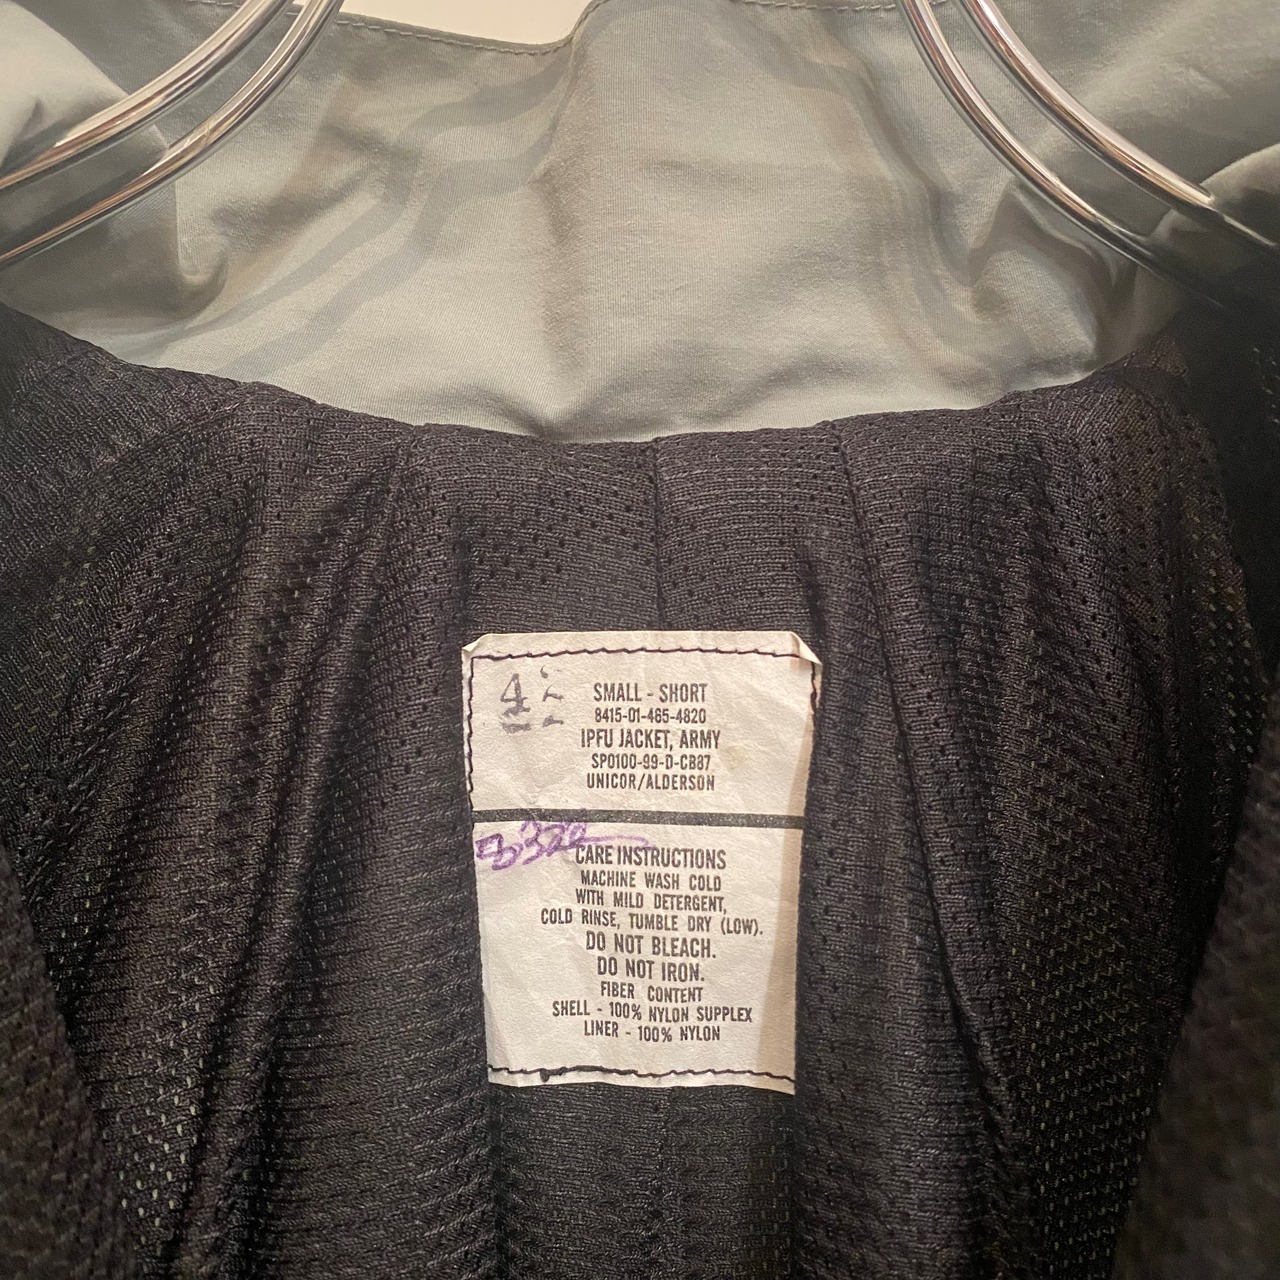 42
SMALL - SHORT
8415-01-465-4820
IPFU JACKET, ARMY
SP0100-99-D-CB87
UNICOR/ALDERSON
CARE INSTRUCTIONS
MACHINE WASH COLD
WITH MILD DETERGENT,
COLD RINSE, TUMBLE DRY (LOW).
DO NOT BLEACH.
DO NOT IRON.
FIBER CONTENT
SHELL - 100% NYLON SUPPLEX
LINER - 100% NYLON